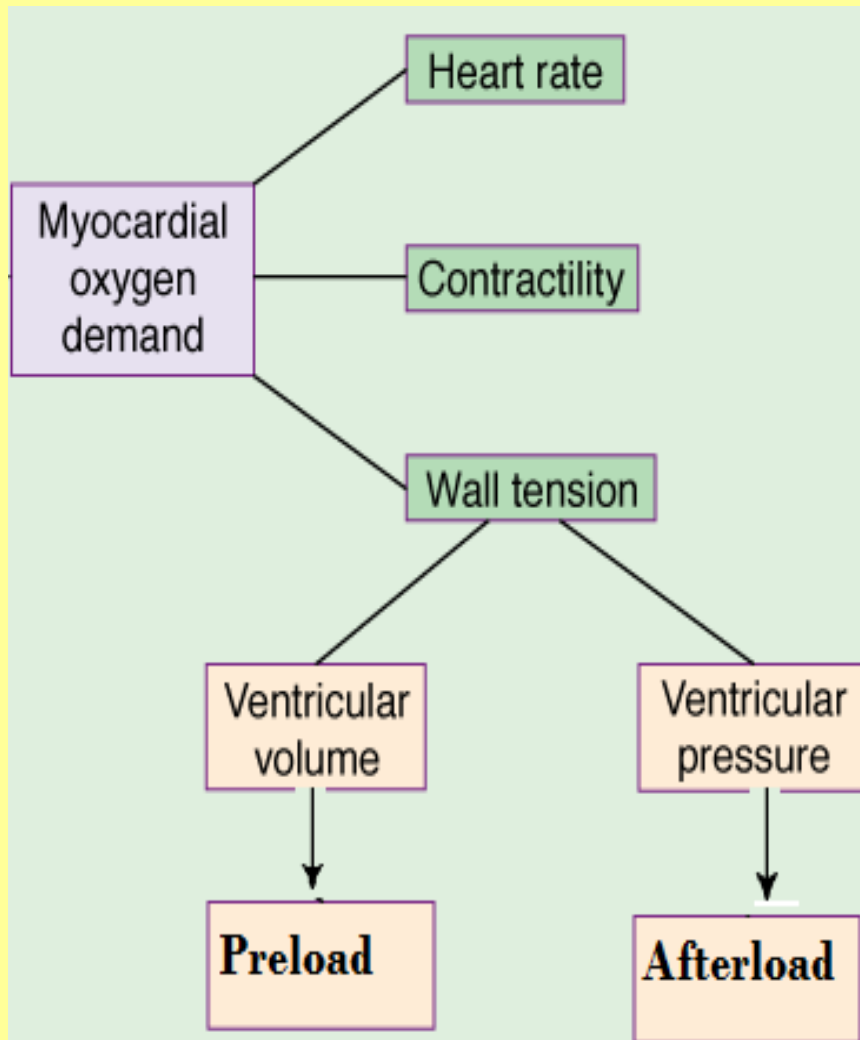 Heart rate
Myocardial
oxygen
demand
Contractility
Wall tension
Ventricular
volume
Ventricular
pressure
Preload
Afterload